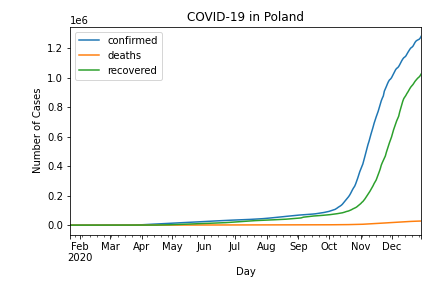 COVID-19 in Poland
1e6
confirmed
deaths
recovered
Number of Cases
1.2
1.0
0.8
0.6
0.4
0.2
0.0
Feb Mar Apr May Jun Jul Aug Sep Oct Nov Dec
2020
Day